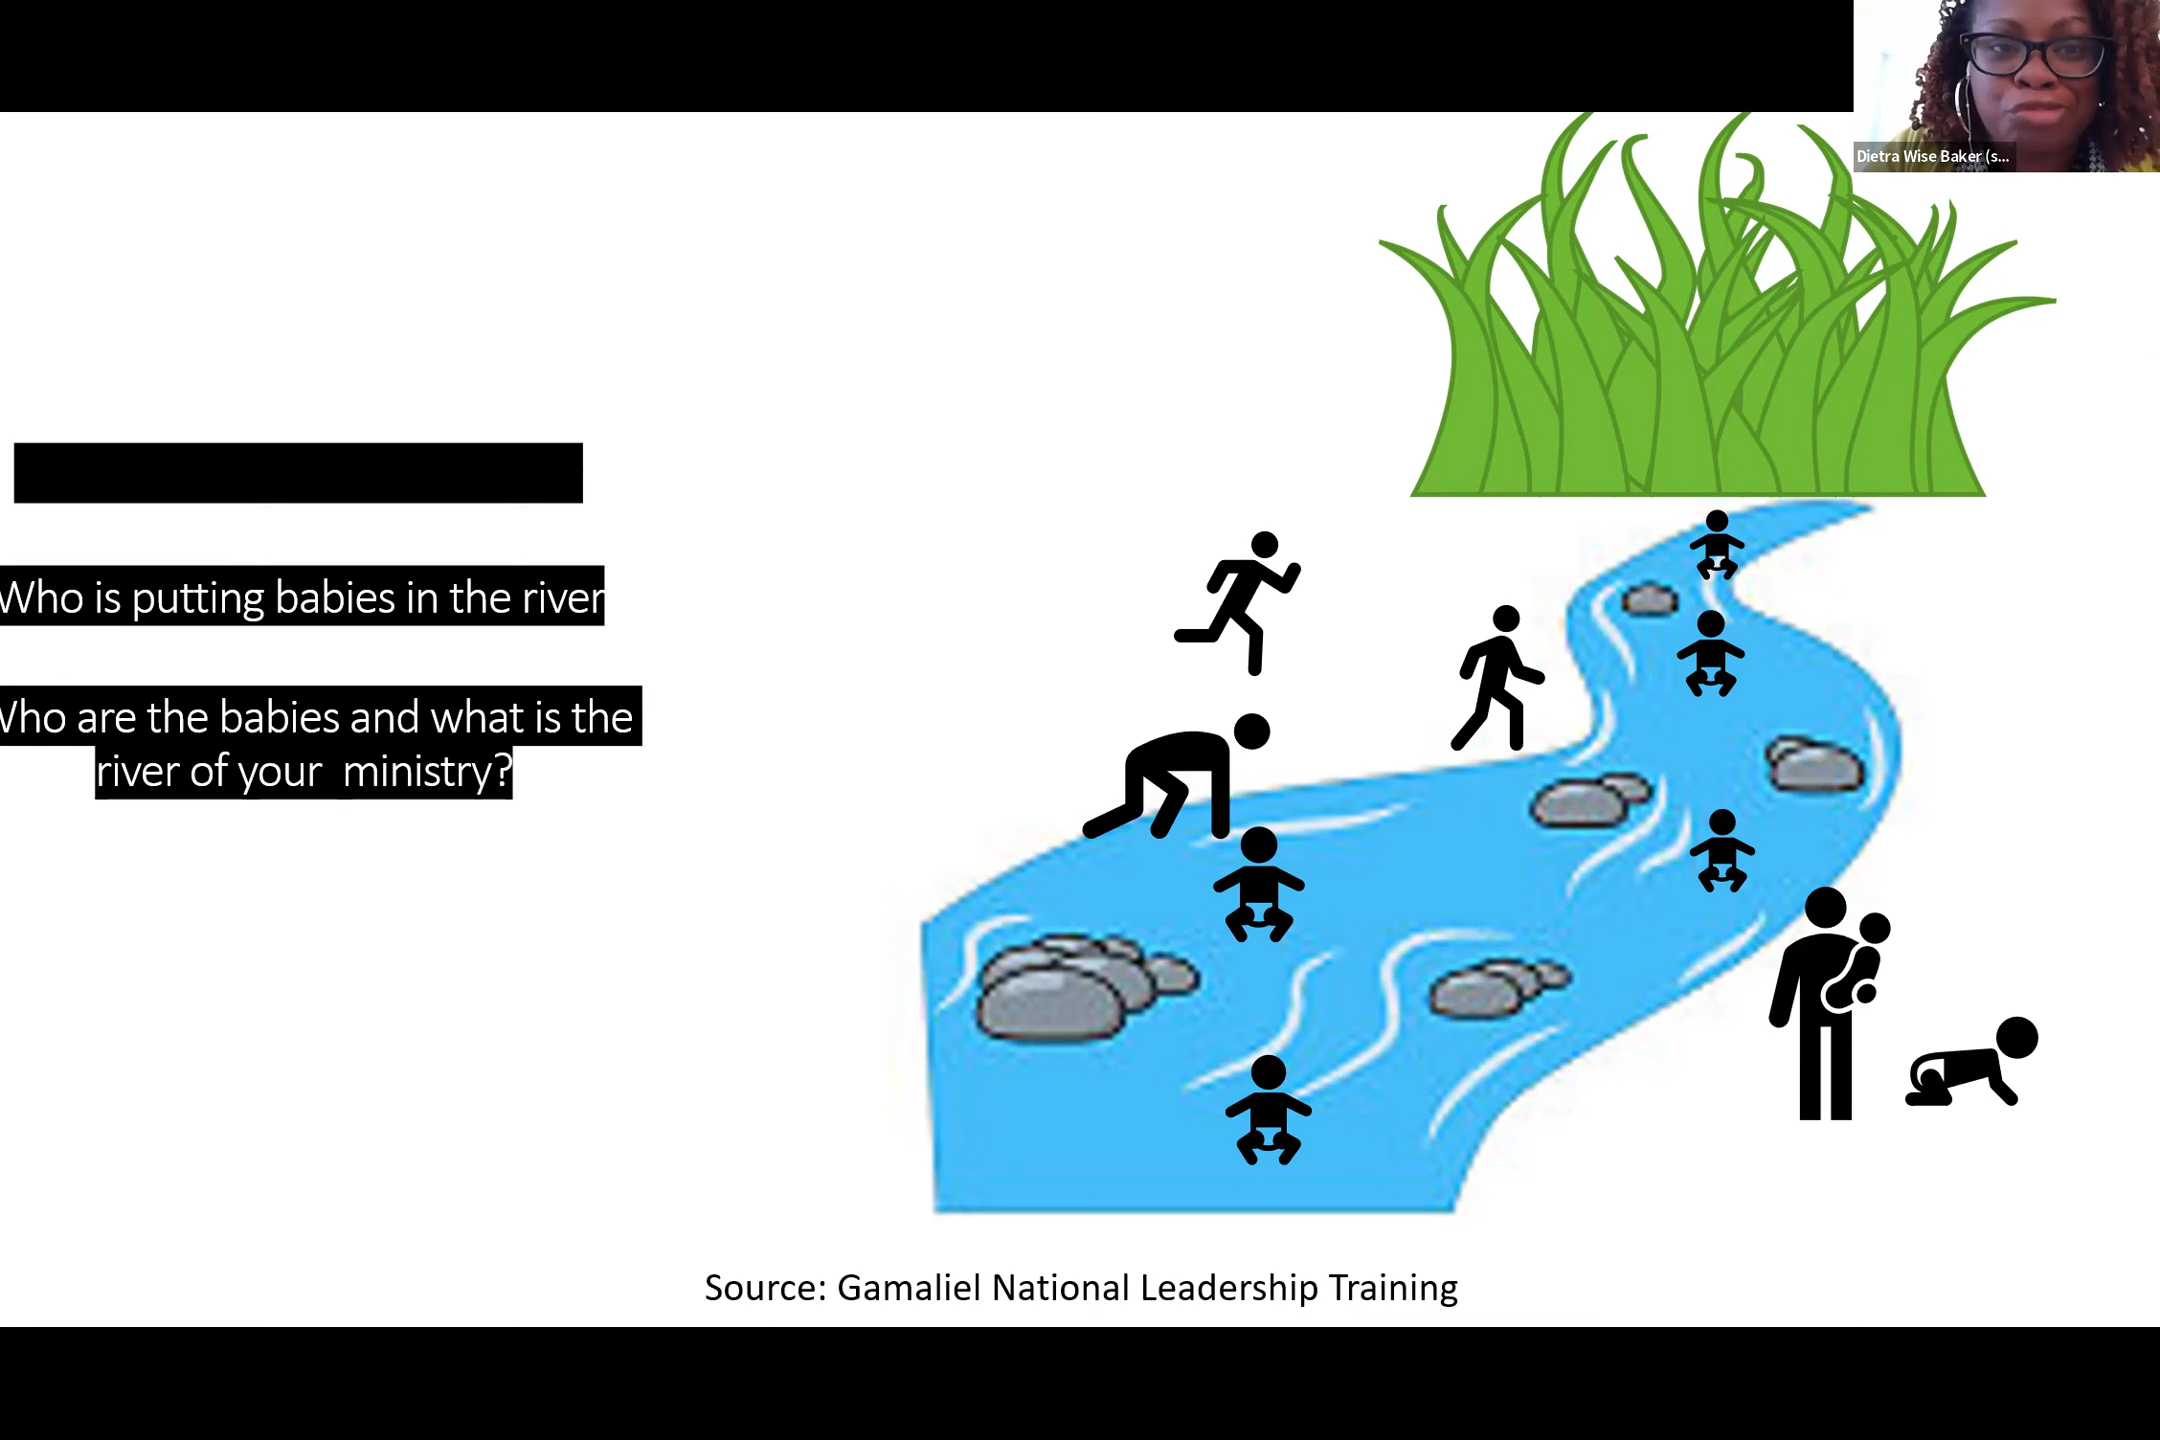 Dietra Wise Baker (s...
Who is putting babies in the river
Who are the babies and what is the
river of your  ministry?
Source: Gamaliel National Leadership Training